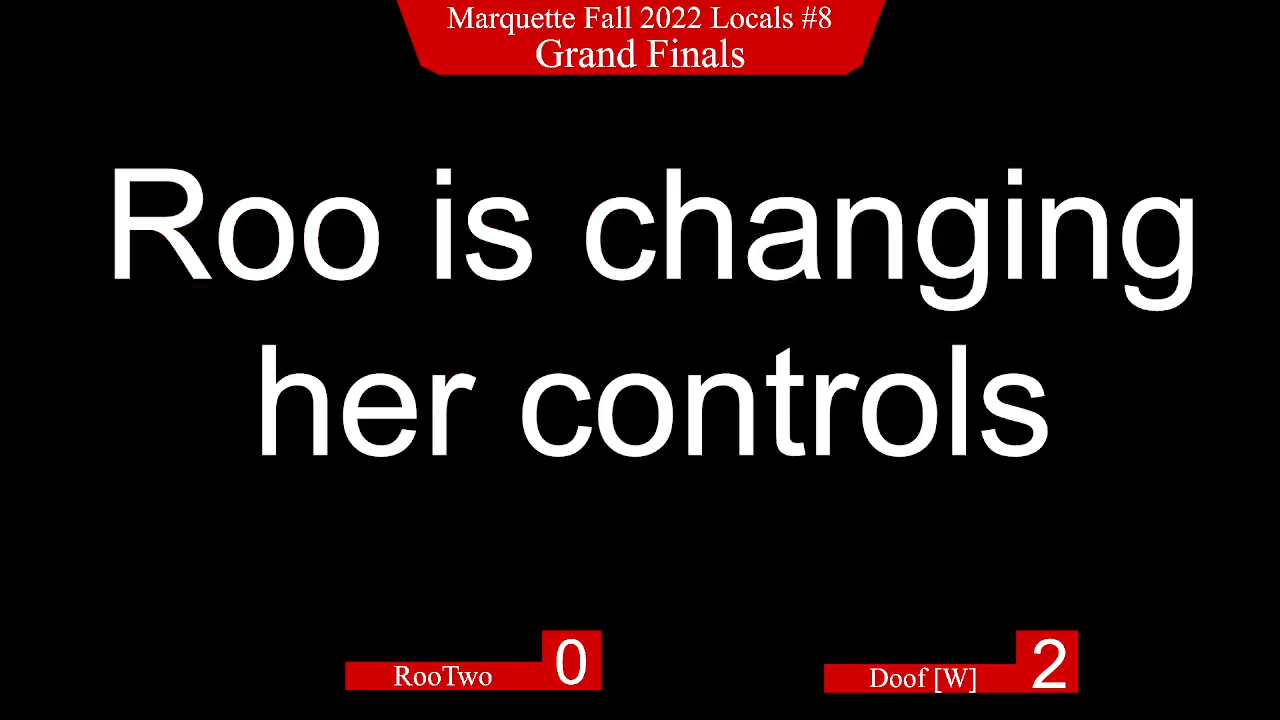 Marquette Fall 2022 Locals #8
Grand Finals
Roo is changing
her controls
RooTwo
0
Doof [W]
2